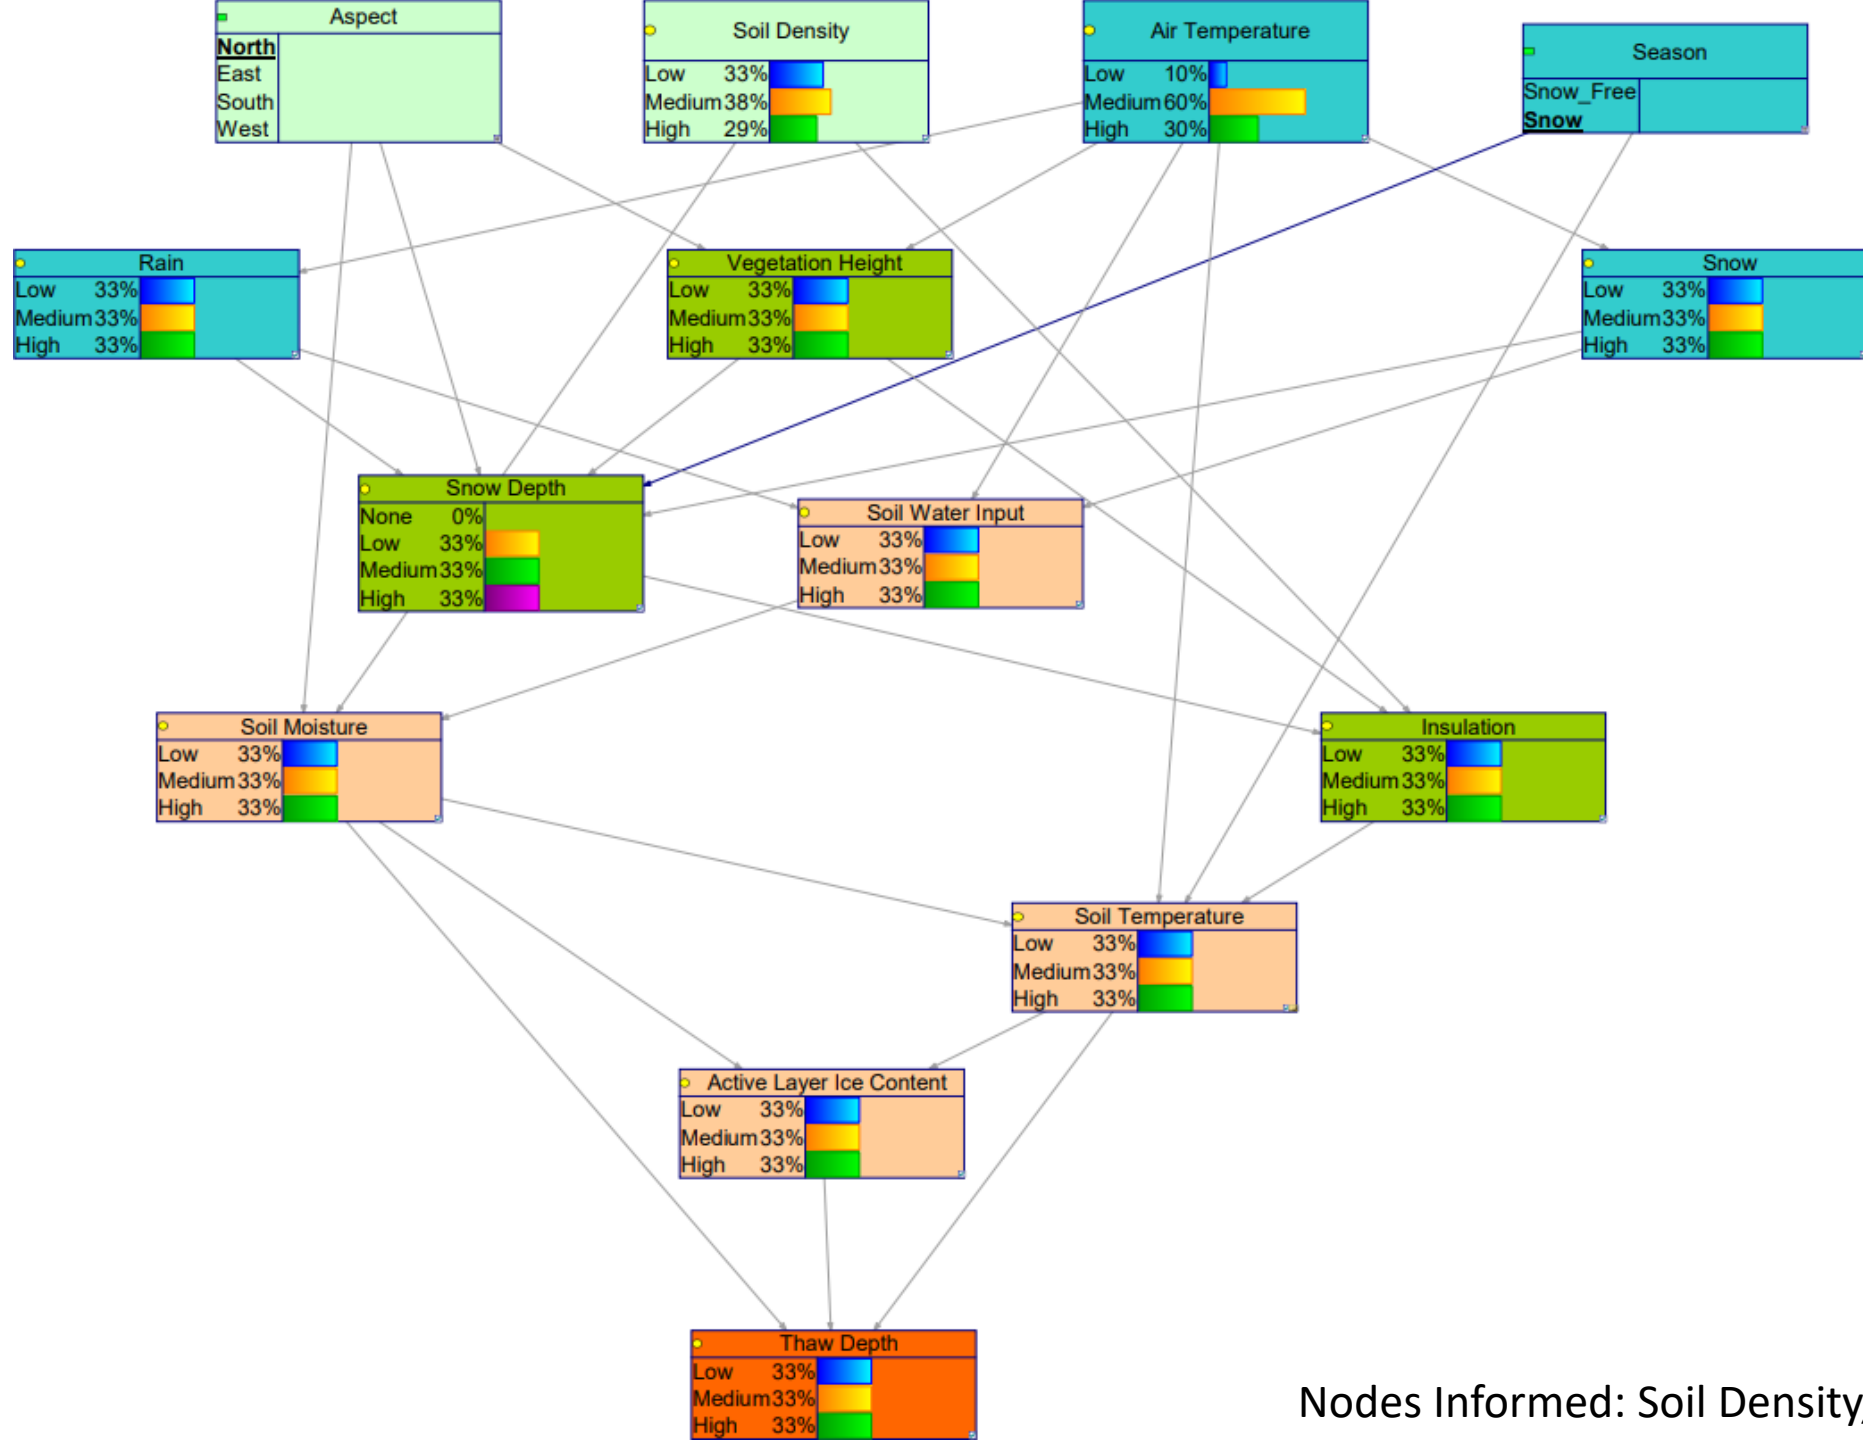 Aspect
North
East
South
West
Soil Density
Low 33%
Medium 38%
High 29%
Air Temperature
Low 10%
Medium 60%
High 30%
Season
Snow_Free
Snow
Rain
Low 33%
Medium 33%
High 33%
Vegetation Height
Low 33%
Medium 33%
High 33%
Snow
Low 33%
Medium 33%
High 33%
Snow Depth
None 0%
Low 33%
Medium 33%
High 33%
Soil Water Input
Low 33%
Medium 33%
High 33%
Soil Moisture
Low 33%
Medium 33%
High 33%
Insulation
Low 33%
Medium 33%
High 33%
Soil Temperature
Low 33%
Medium 33%
High 33%
Active Layer Ice Content
Low 33%
Medium 33%
High 33%
Thaw Depth
Low 33%
Medium 33%
High 33%
Nodes Informed: Soil Density,